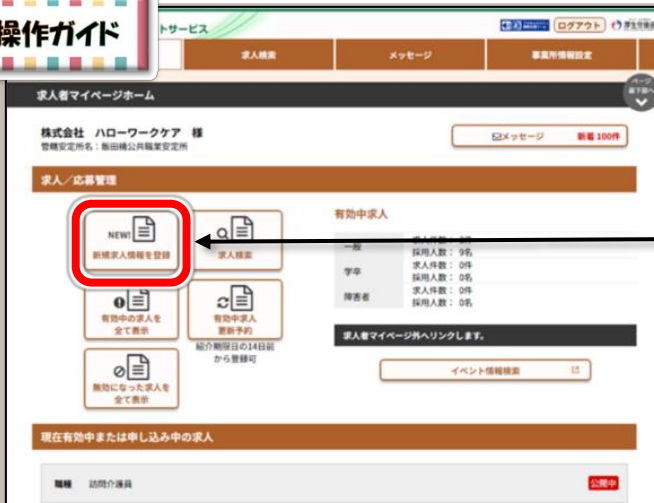 操作ガイド
トサービス
ログアウト
求人検索
メッセージ
事業所情報設定
求人者マイページホーム
ページ
最下部へ
株式会社 ハローワークケア 様
管轄安定所名：飯田橋公共職業安定所
メッセージ 新着 100件
求人／応募管理
NEW!
新規求人情報を登録
求人検索
有効中の求人を
全て表示
有効中求人
更新予約
紹介期限日の14日前
から登録可
無効になった求人を
全て表示
有効中求人
一般
採用人数： 9名
学卒
求人件数： 0件
採用人数： 0名
障害者
求人件数： 0件
採用人数： 0名
求人者マイページ外へリンクします。
イベント情報検索
現在有効中または申し込み中の求人
職種 訪問介護員
公開中